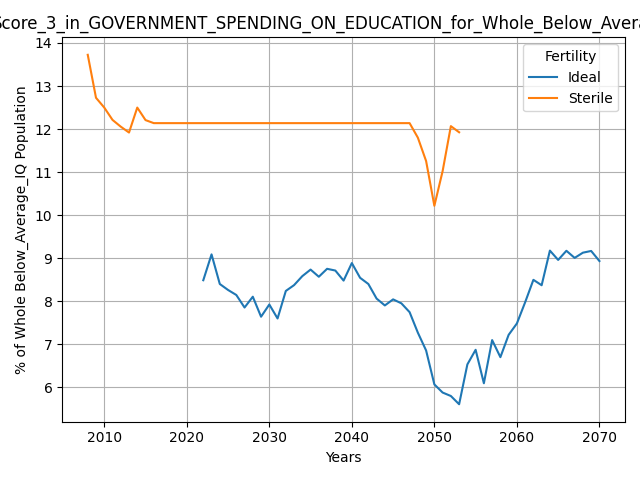 Score_3_in_GOVERNMENT_SPENDING_ON_EDUCATION_for_Whole_Below_Avera
14
13
12
11
10
9
8
7
6
% of Whole Below_Average_IQ Population
Fertility
Ideal
Sterile
2010 2020 2030 2040 2050 2060 2070
Years